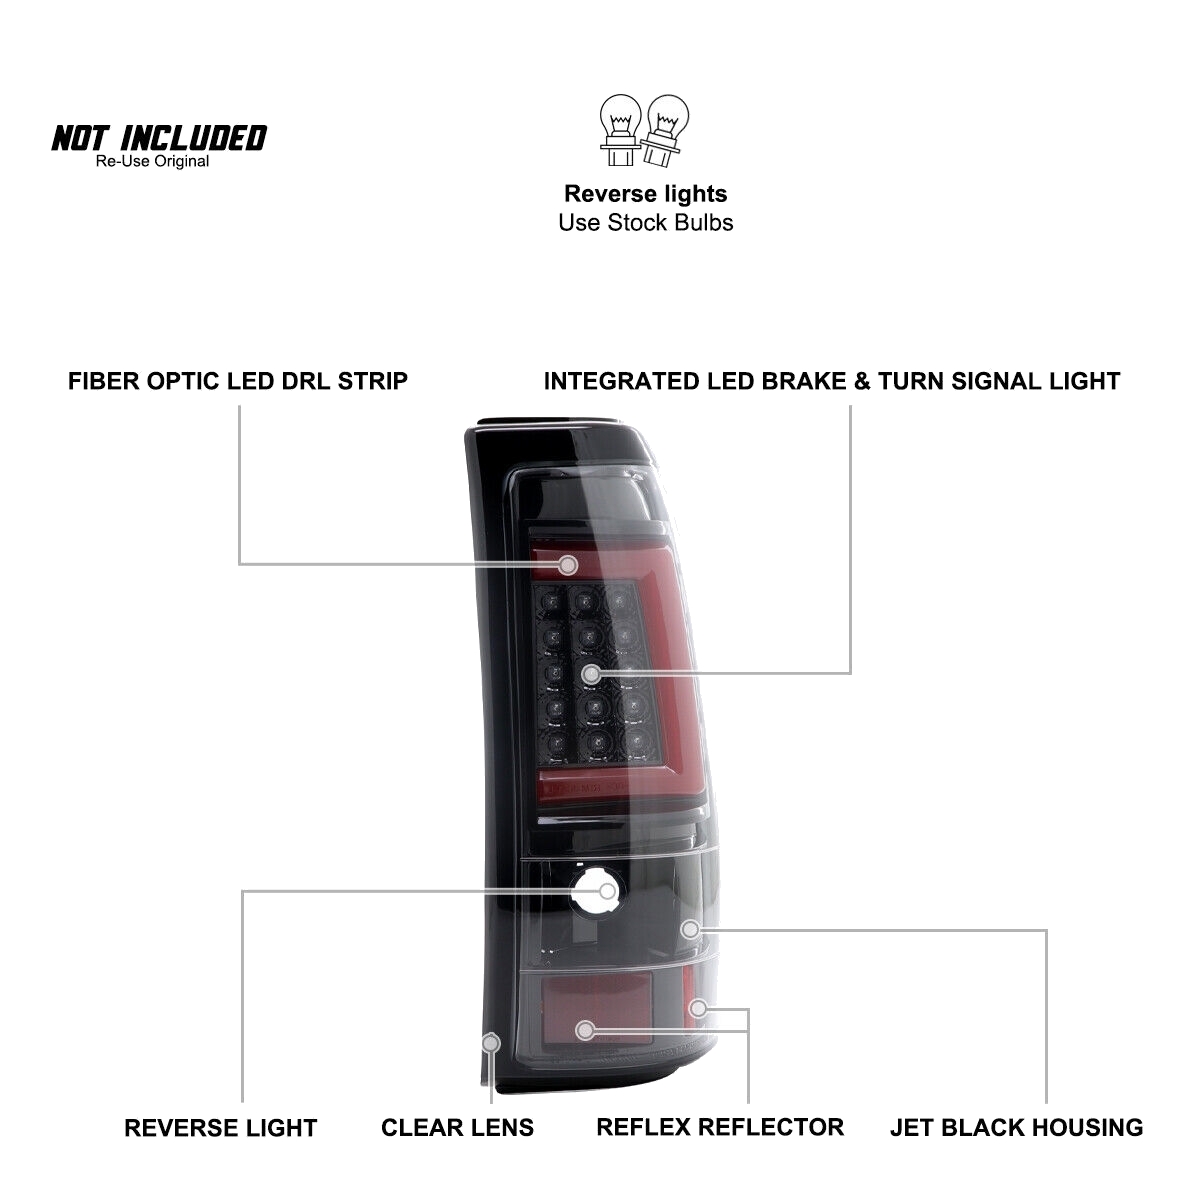 NOT INCLUDED
Re-Use Original
Reverse lights
Use Stock Bulbs
FIBER OPTIC LED DRL STRIP
INTEGRATED LED BRAKE & TURN SIGNAL LIGHT
REVERSE LIGHT
CLEAR LENS
REFLEX REFLECTOR
JET BLACK HOUSING